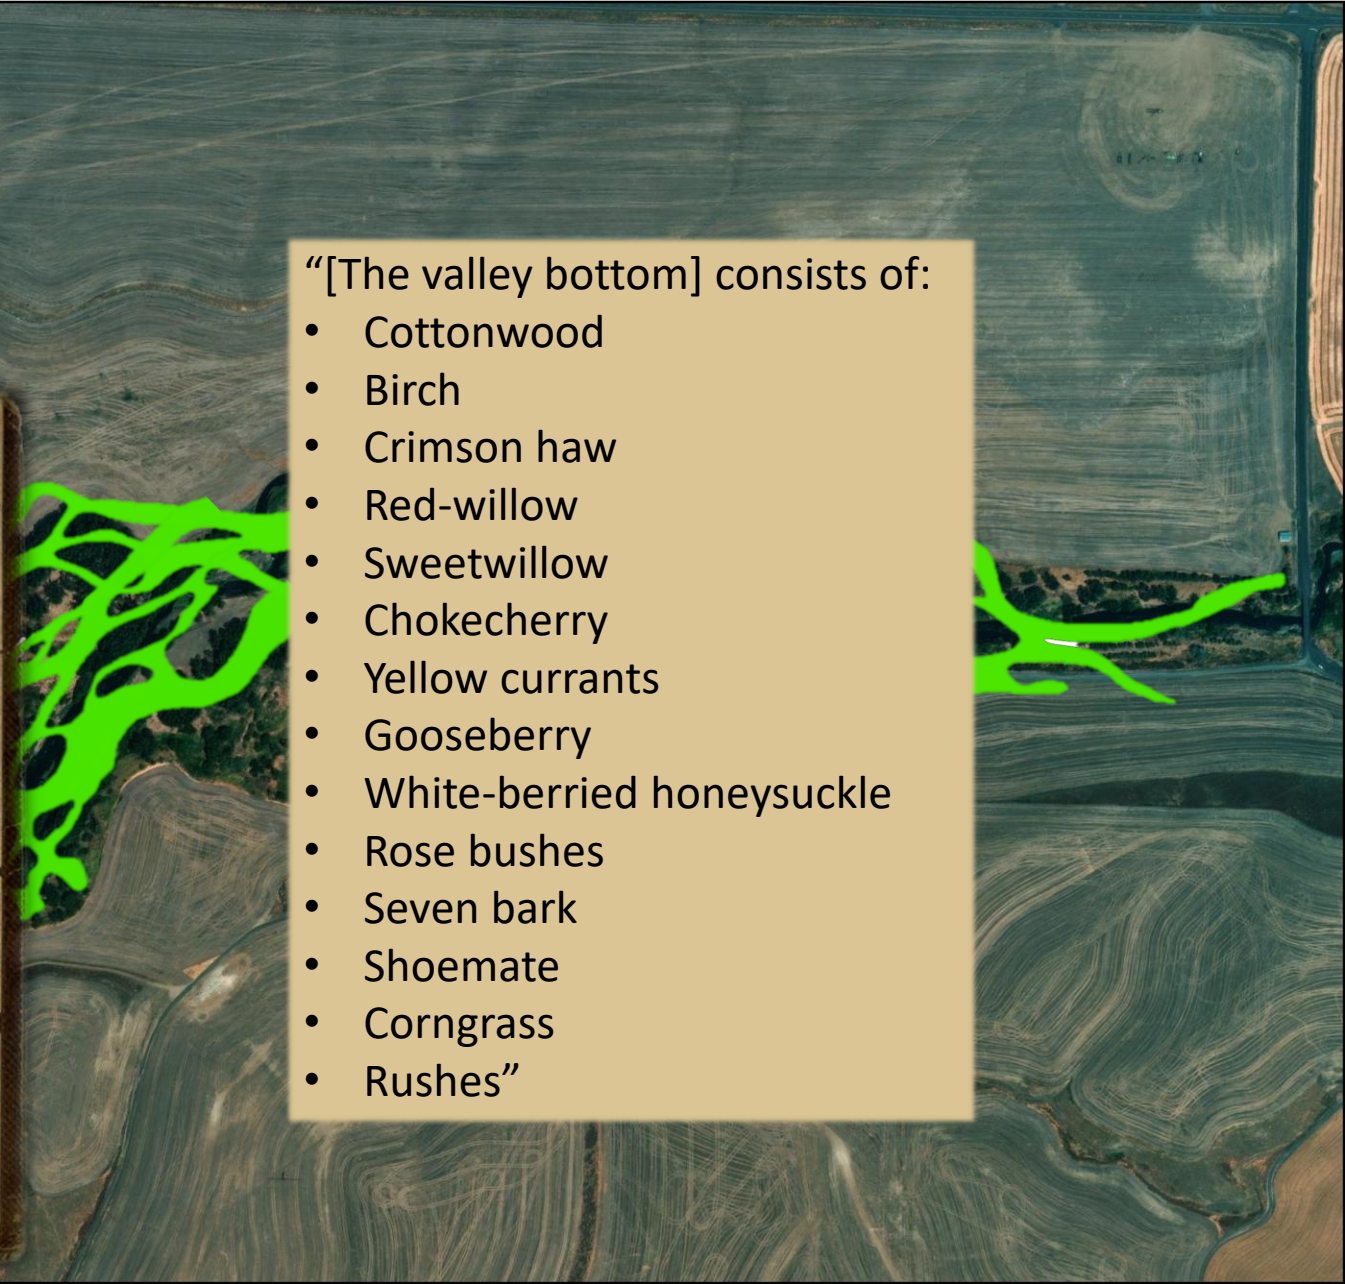 “[The valley bottom] consists of:
• Cottonwood
• Birch
• Crimson haw
• Red-willow
• Sweetwillow
• Chokecherry
• Yellow currants
• Gooseberry
• White-berried honeysuckle
• Rose bushes
• Seven bark
• Shoemate
• Corngrass
• Rushes”